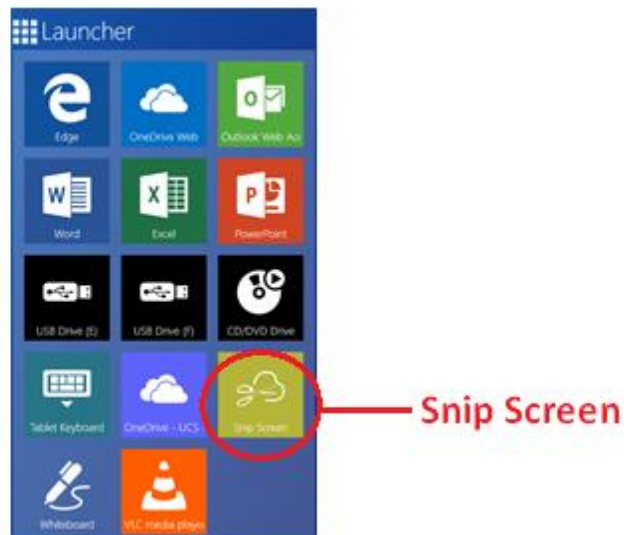 Launcher
Edge
OneDrive Web
Outlook Web Ac
Word
Excel
PowerPoint
USB Drive (E)
USB Drive (F)
CD/DVD Drive
Tablet Keyboard
OneDrive - UCS
Snip Screen
Snip Screen
Whiteboard
VLC media playe